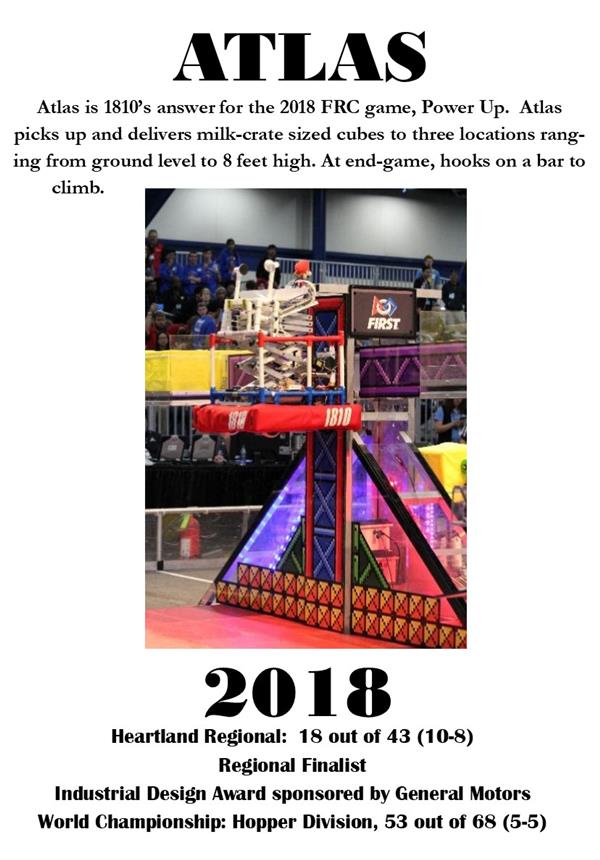 ATLAS
Atlas is 1810's answer for the 2018 FRC game, Power Up. Atlas
picks up and delivers milk-crate sized cubes to three locations rang-
ing from ground level to 8 feet high. At end-game, hooks on a bar to
climb.
FIRST
1810
1810
2018
Heartland Regional: 18 out of 43 (10-8)
Regional Finalist
Industrial Design Award sponsored by General Motors
World Championship: Hopper Division, 53 out of 68 (5-5)